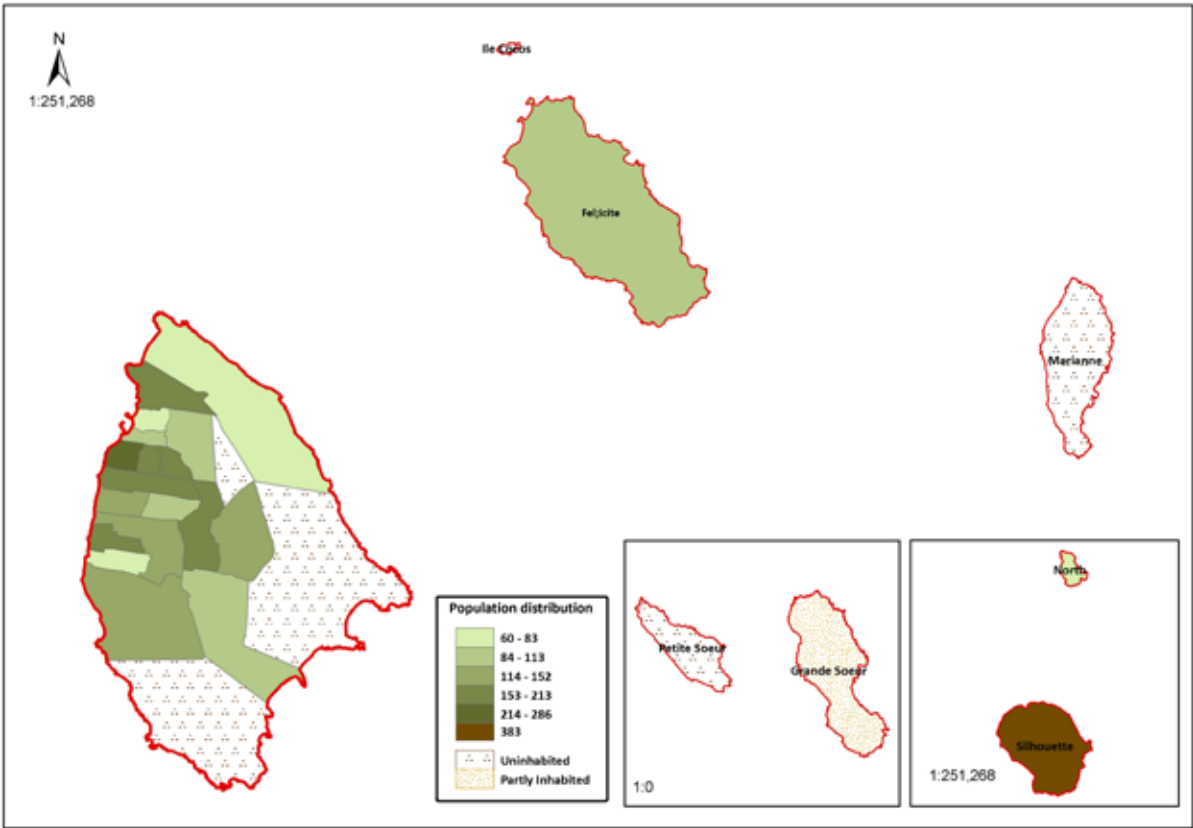 N
1:251,268
Ile Cocos
Felicite
Marianne
Population distribution
60 - 83
84 - 113
114 - 152
153 - 213
214 - 286
383
Uninhabited
Partly Inhabited
Petite Soeur
Grande Soeur
1:0
North
Silhouette
1:251,268